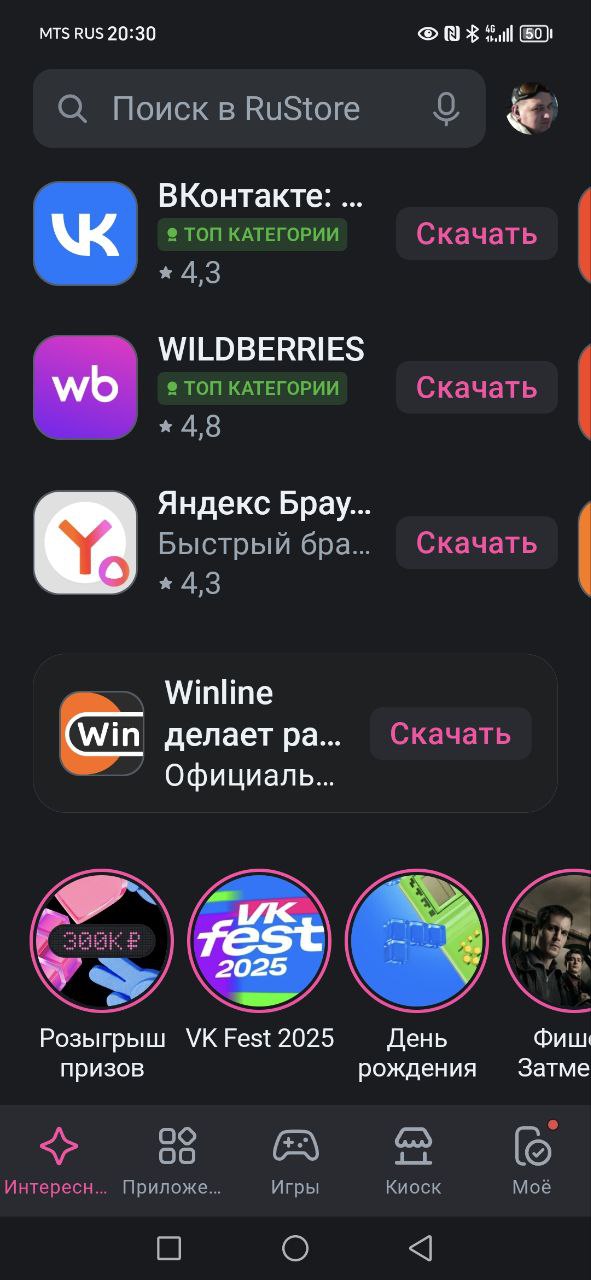 MTS RUS 20:30
4G
50
Поиск в RuStore
ВКонтакте: ...
ТОП КАТЕГОРИИ
Скачать
4,3
WILDBERRIES
wb
ТОП КАТЕГОРИИ
Скачать
4,8
Яндекс Брау...
Быстрый бра...
Скачать
4,3
Winline
Win
делает ра...
Скачать
Официаль...
300K₽
VK
fest
2025
Розыгрыш
призов
VK Fest 2025
День
рождения
Фише
Затме
Интересн...
Приложе...
Игры
Киоск
Моё